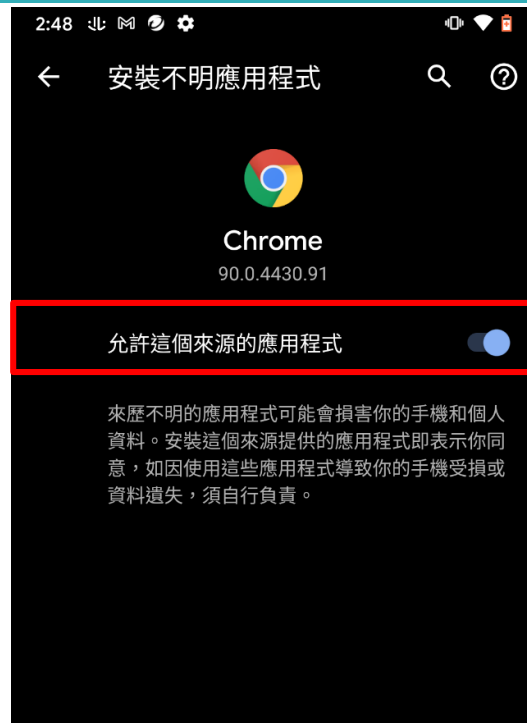 2:48
安裝不明應用程式
Chrome
90.0.4430.91
允許這個來源的應用程式
來歷不明的應用程式可能會損害你的手機和個人
資料。安裝這個來源提供的應用程式即表示你同
意，如因使用這些應用程式導致你的手機受損或
資料遺失，須自行負責。